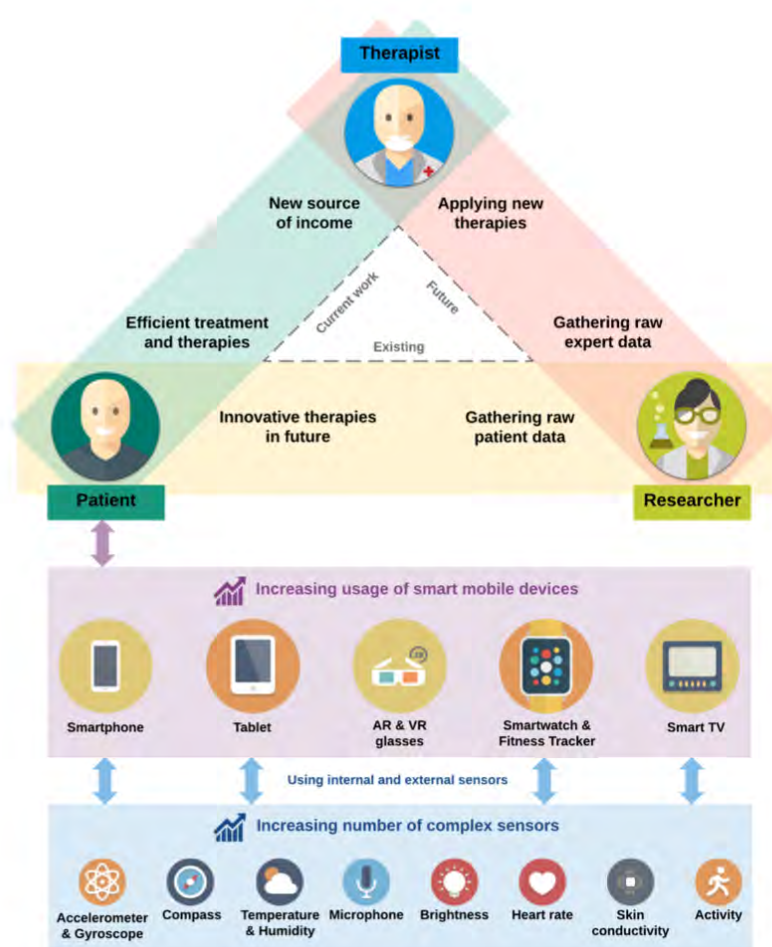 Therapist
New source
of income
Applying new
therapies
Current work
Future
Efficient treatment
and therapies
Gathering raw
expert data
Existing
Innovative therapies
in future
Gathering raw
patient data
Patient
Researcher
Increasing usage of smart mobile devices
Smartphone
Tablet
AR & VR
glasses
Smartwatch &
Fitness Tracker
Smart TV
Using internal and external sensors
Increasing number of complex sensors
Accelerometer
& Gyroscope
Compass
Temperature
& Humidity
Microphone
Brightness
Heart rate
Skin
conductivity
Activity